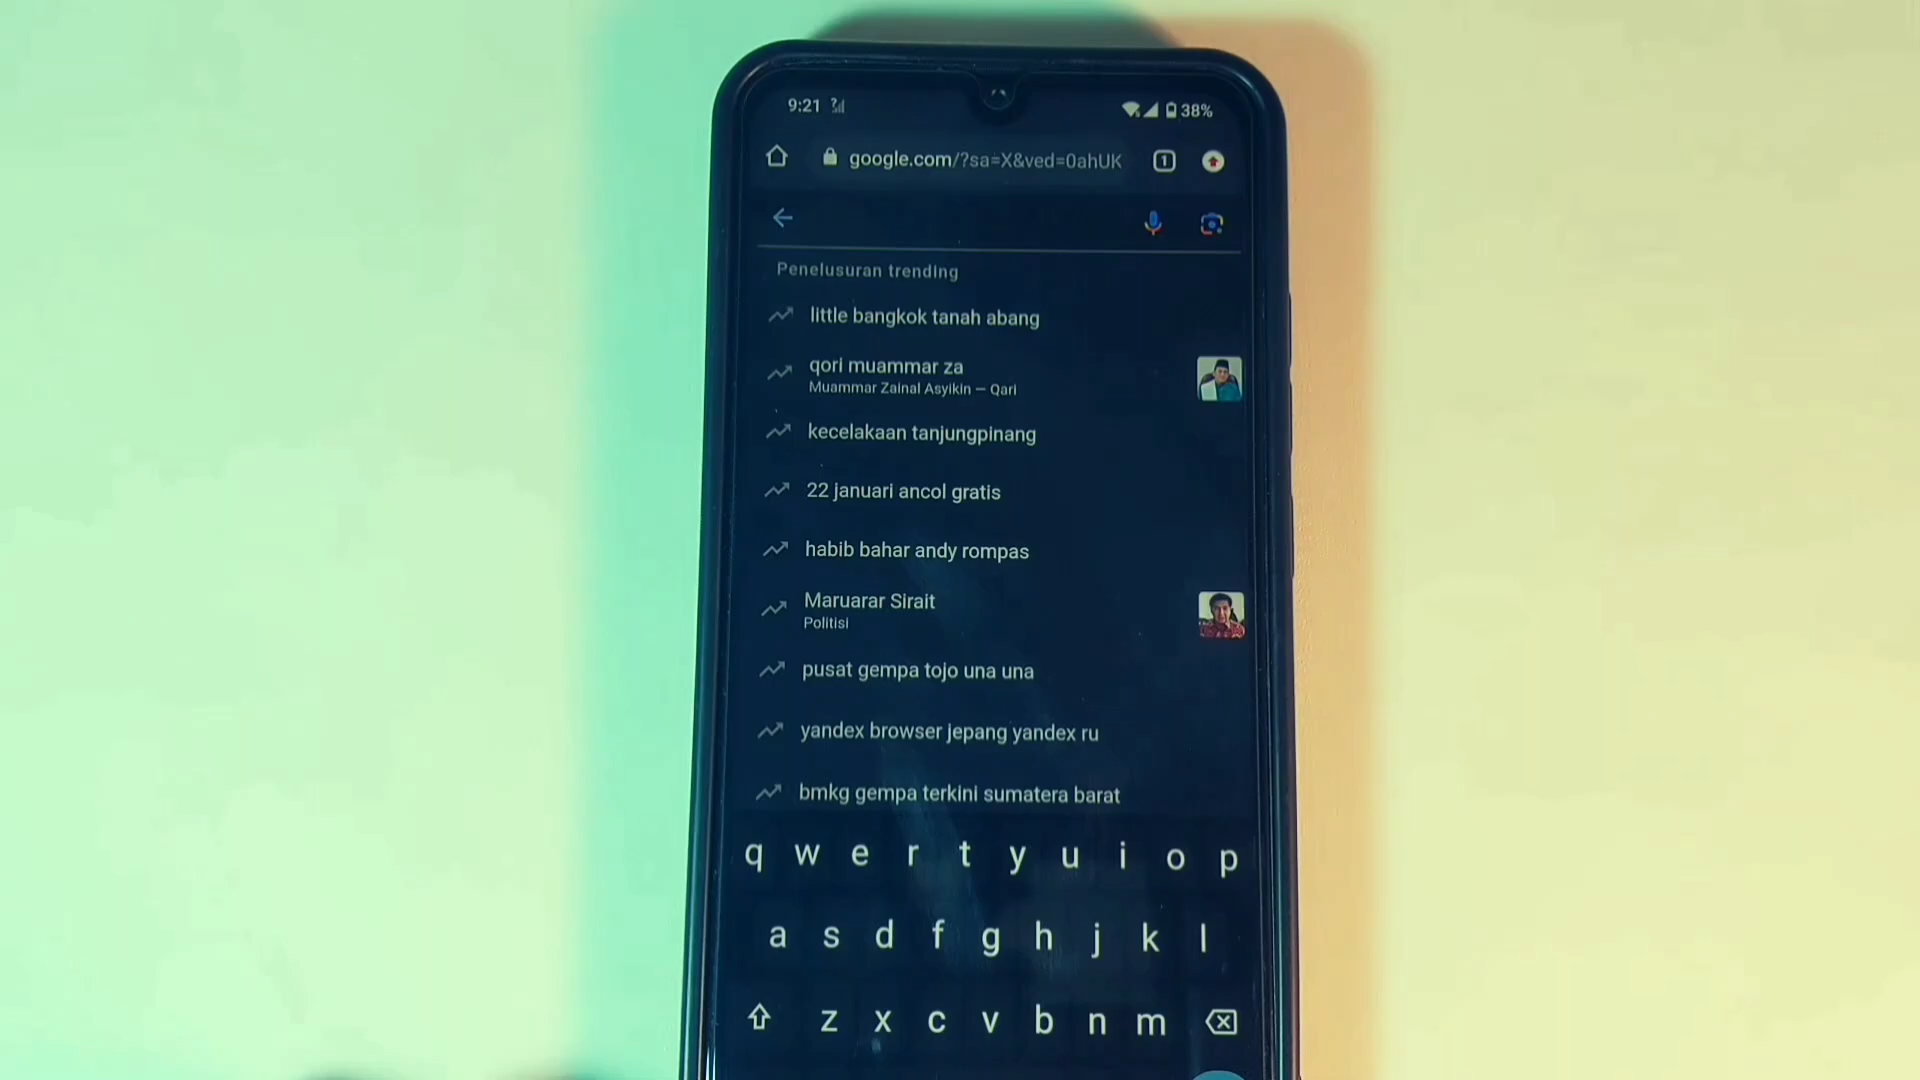 9:21 38%
google.com/?sa=X&ved=0ahUK 1
Penelusuran trending
little bangkok tanah abang
qori muammar za
Muammar Zainal Asyikin — Qari
kecelakaan tanjungpinang
22 januari ancol gratis
habib bahar andy rompas
Maruarar Sirait
Politisi
pusat gempa tojo una una
yandex browser jepang yandex ru
bmkg gempa terkini sumatera barat
q w e r t y u i o p
a s d f g h j k l
z x c v b n m